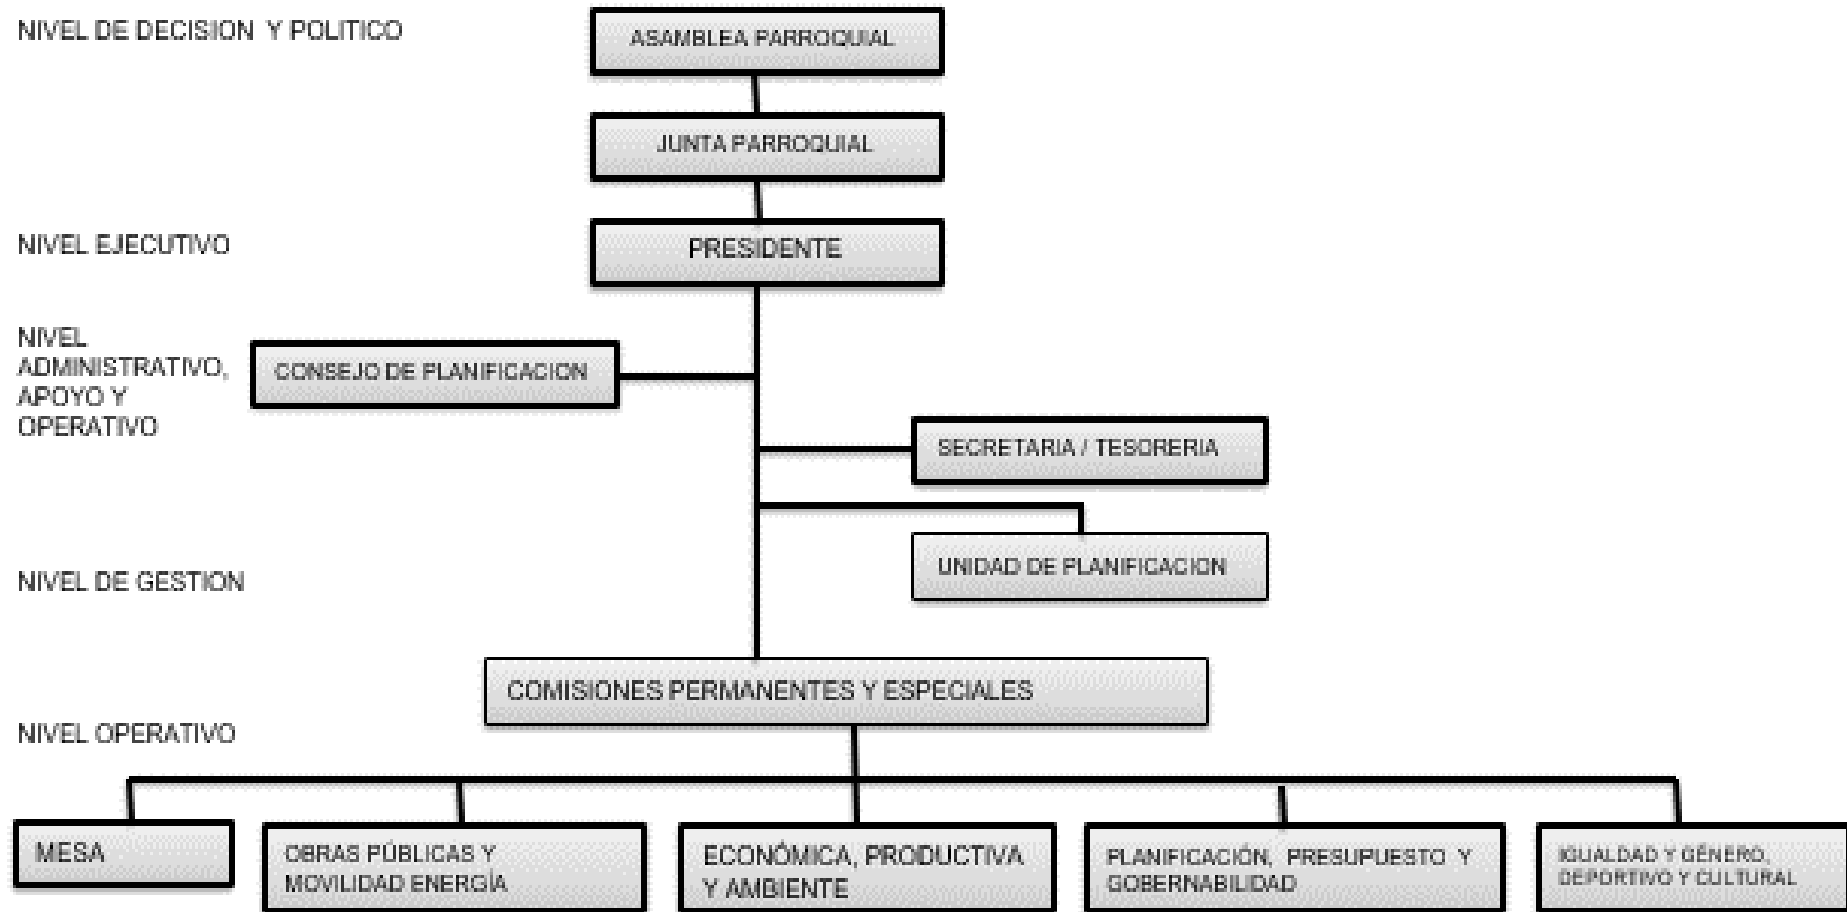 NIVEL DE DECISION Y POLITICO
ASAMBLEA PARROQUIAL
JUNTA PARROQUIAL
NIVEL EJECUTIVO
PRESIDENTE
NIVEL
ADMINISTRATIVO,
APOYO Y
OPERATIVO
CONSEJO DE PLANIFICACION
SECRETARIA / TESORERIA
UNIDAD DE PLANIFICACION
NIVEL DE GESTION
COMISIONES PERMANENTES Y ESPECIALES
NIVEL OPERATIVO
MESA
OBRAS PÚBLICAS Y
MOVILIDAD ENERGÍA
ECONÓMICA, PRODUCTIVA
Y AMBIENTE
PLANIFICACIÓN, PRESUPUESTO Y
GOBERNABILIDAD
IGUALDAD Y GÉNERO,
DEPORTIVO Y CULTURAL